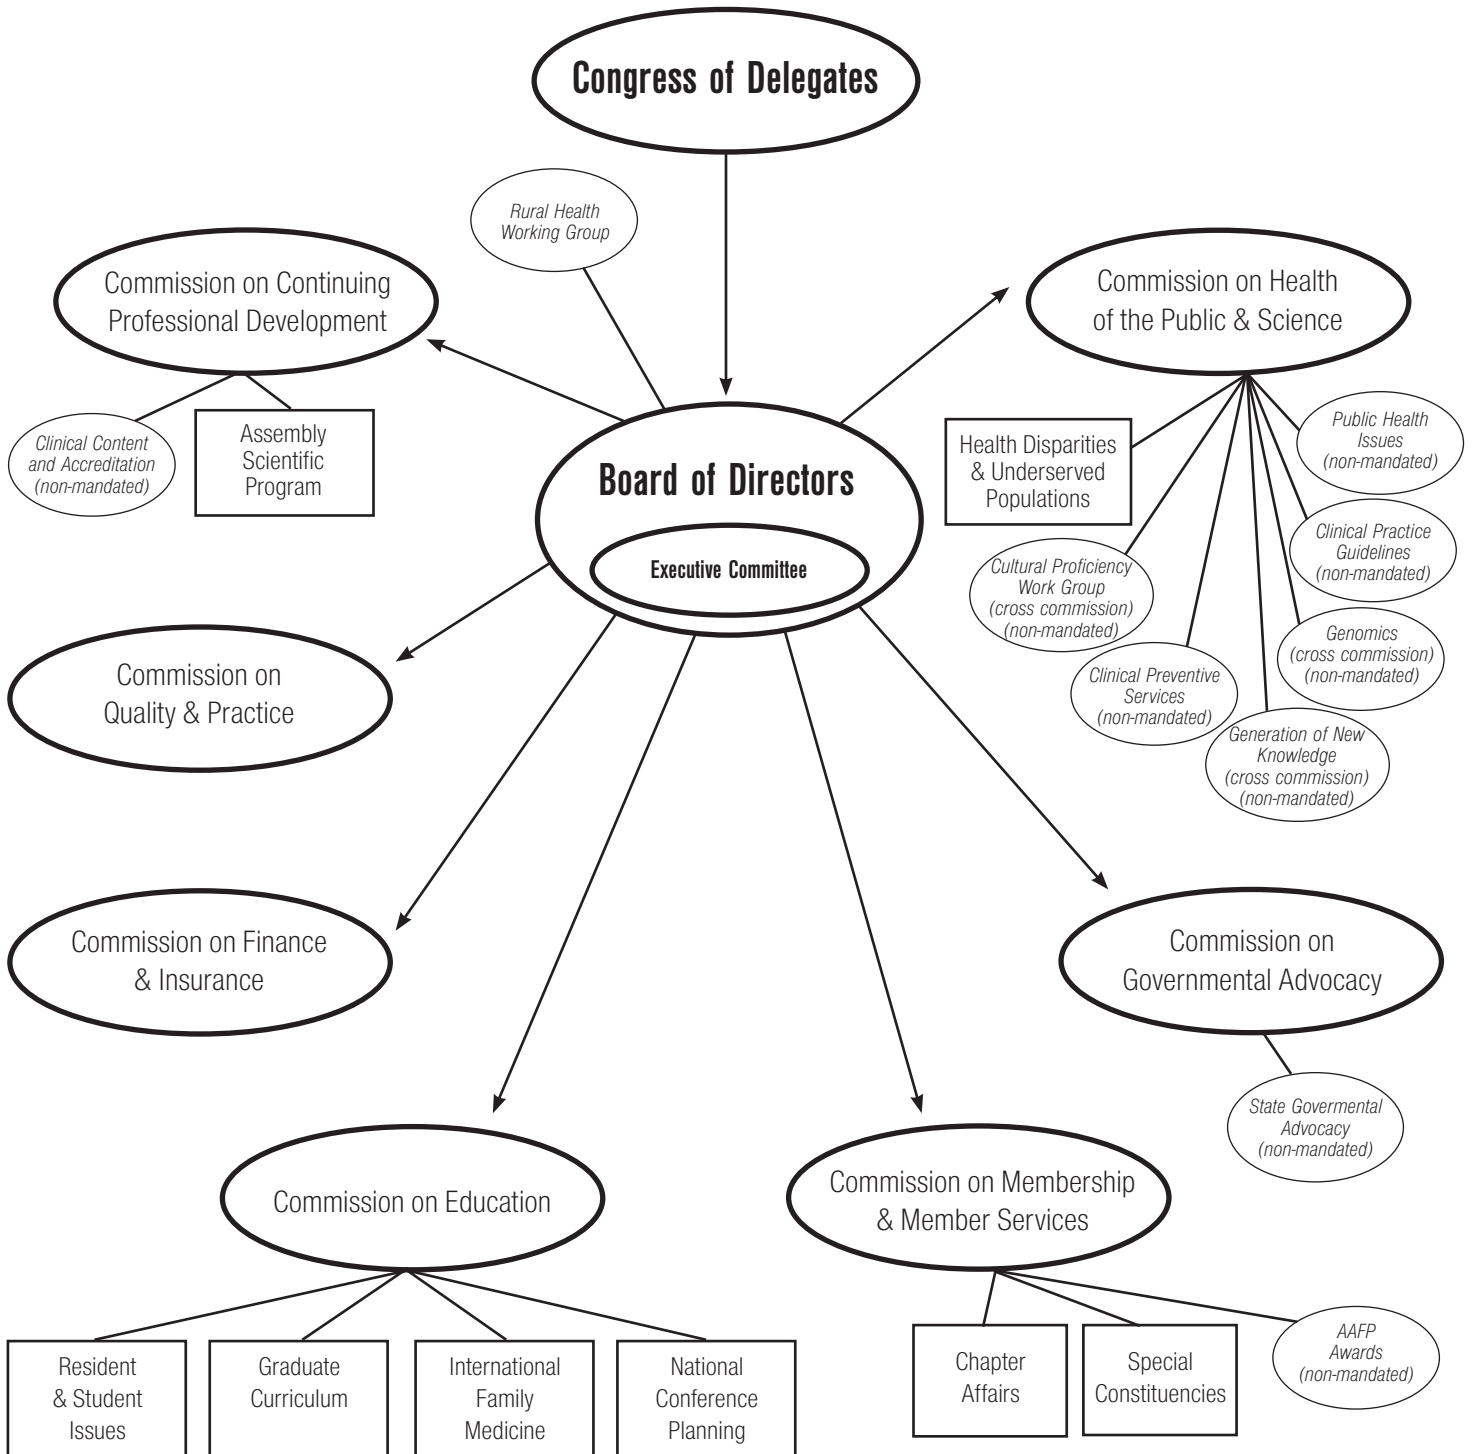 Congress of Delegates
Rural Health
Working Group
Commission on Continuing
Professional Development
Commission on Health
of the Public & Science
Clinical Content
and Accreditation
(non-mandated)
Assembly
Scientific
Program
Board of Directors
Executive Committee
Health Disparities
& Underserved
Populations
Public Health
Issues
(non-mandated)
Clinical Practice
Guidelines
(non-mandated)
Cultural Proficiency
Work Group
(cross commission)
(non-mandated)
Genomics
(cross commission)
(non-mandated)
Clinical Preventive
Services
(non-mandated)
Generation of New
Knowledge
(cross commission)
(non-mandated)
Commission on
Quality & Practice
Commission on Finance
& Insurance
Commission on
Governmental Advocacy
State Govermental
Advocacy
(non-mandated)
Commission on Education
Commission on Membership
& Member Services
Resident
& Student
Issues
Graduate
Curriculum
International
Family
Medicine
National
Conference
Planning
Chapter
Affairs
Special
Constituencies
AAFP
Awards
(non-mandated)